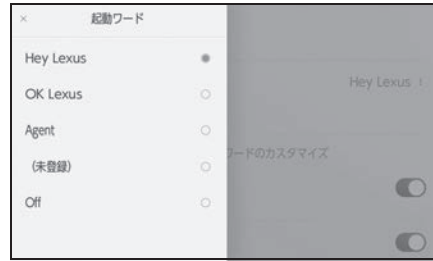 × 起動ワード
Hey Lexus
OK Lexus
Agent
（未登録）
Off
Hey Lexus
ワードのカスタマイズ